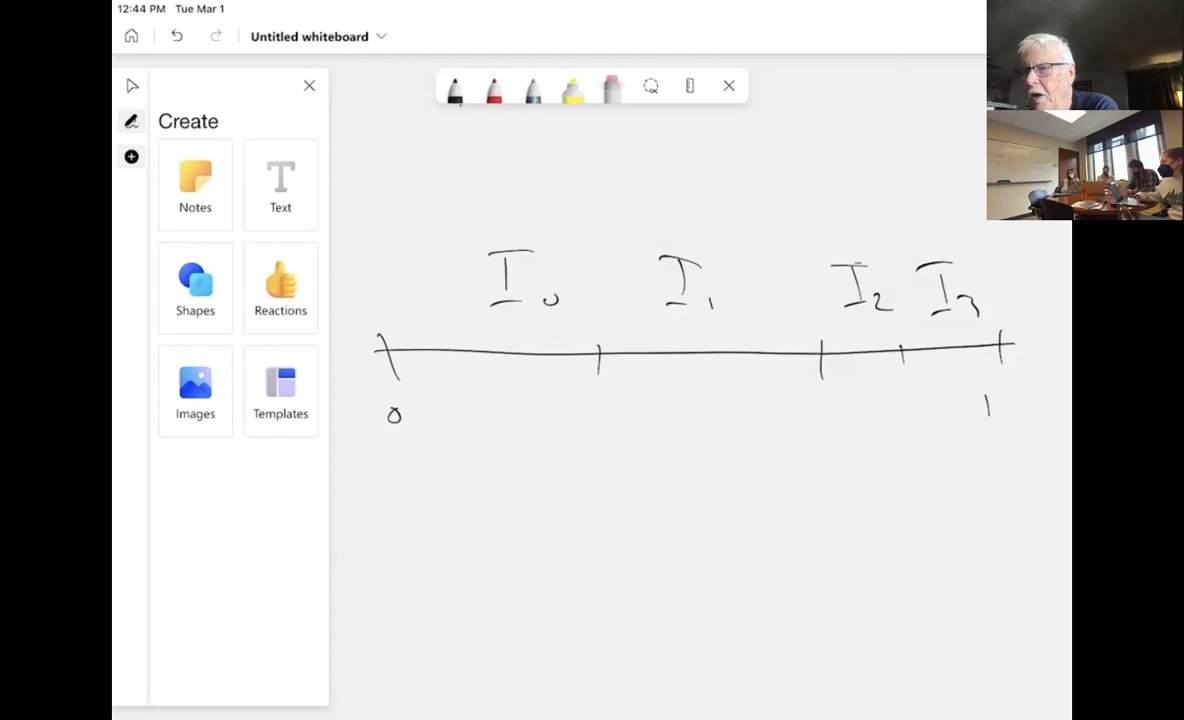 12:44 PM Tue Mar 1
Untitled whiteboard
Create
Notes Text
Shapes Reactions
Images Templates
I₀ I₁ I₂ I₃
0 1